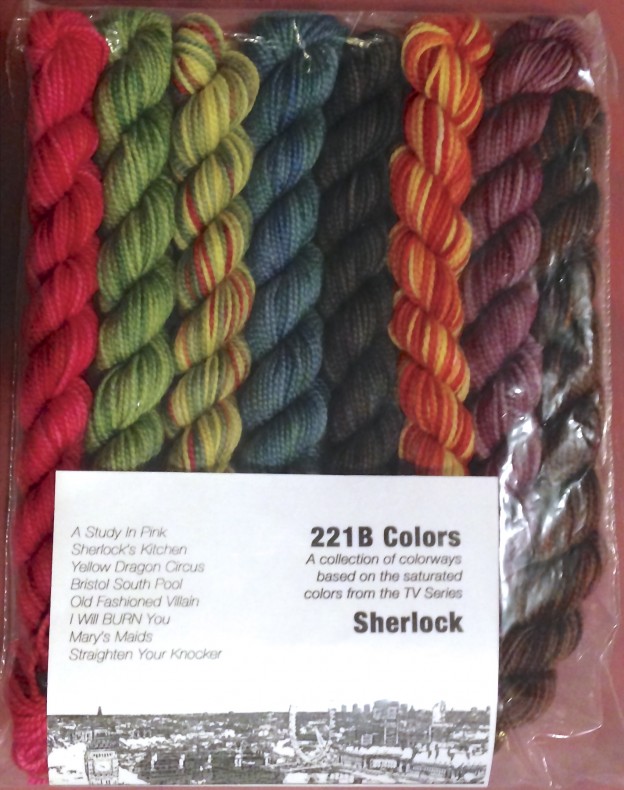 A Study In Pink
Sherlock's Kitchen
Yellow Dragon Circus
Bristol South Pool
Old Fashioned Villain
I Will BURN You
Mary's Maids
Straighten Your Knocker
221B Colors
A collection of colorways
based on the saturated
colors from the TV Series
Sherlock